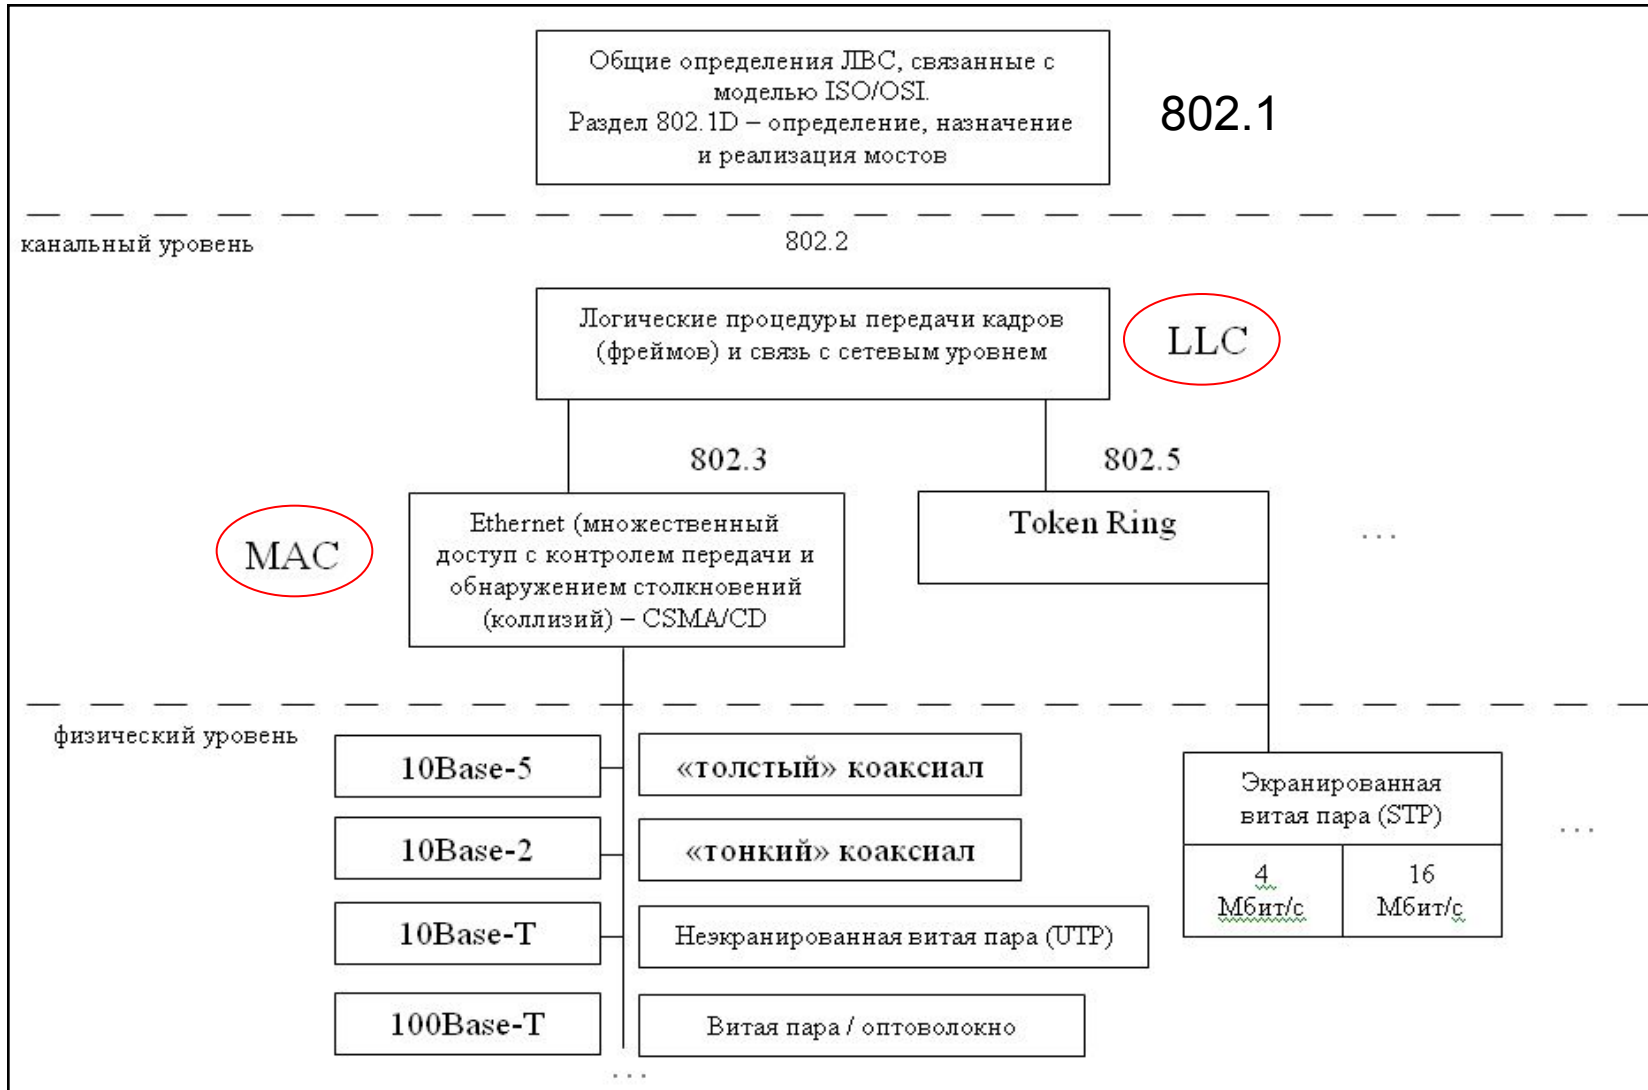 Общие определения ЛВС, связанные с
моделью ISO/OSI.
Раздел 802.1D – определение, назначение
и реализация мостов
802.1
канальный уровень
802.2
Логические процедуры передачи кадров
(фреймов) и связь с сетевым уровнем
LLC
802.3
802.5
MAC
Ethernet (множественный
доступ с контролем передачи и
обнаружением столкновений
(коллизий) – CSMA/CD
Token Ring
...
физический уровень
10Base-5
«толстый» коаксиал
10Base-2
«тонкий» коаксиал
10Base-T
Неэкранированная витая пара (UTP)
100Base-T
Витая пара / оптоволокно
...
Экранированная
витая пара (STP)
4
Мбит/с
16
Мбит/с
...